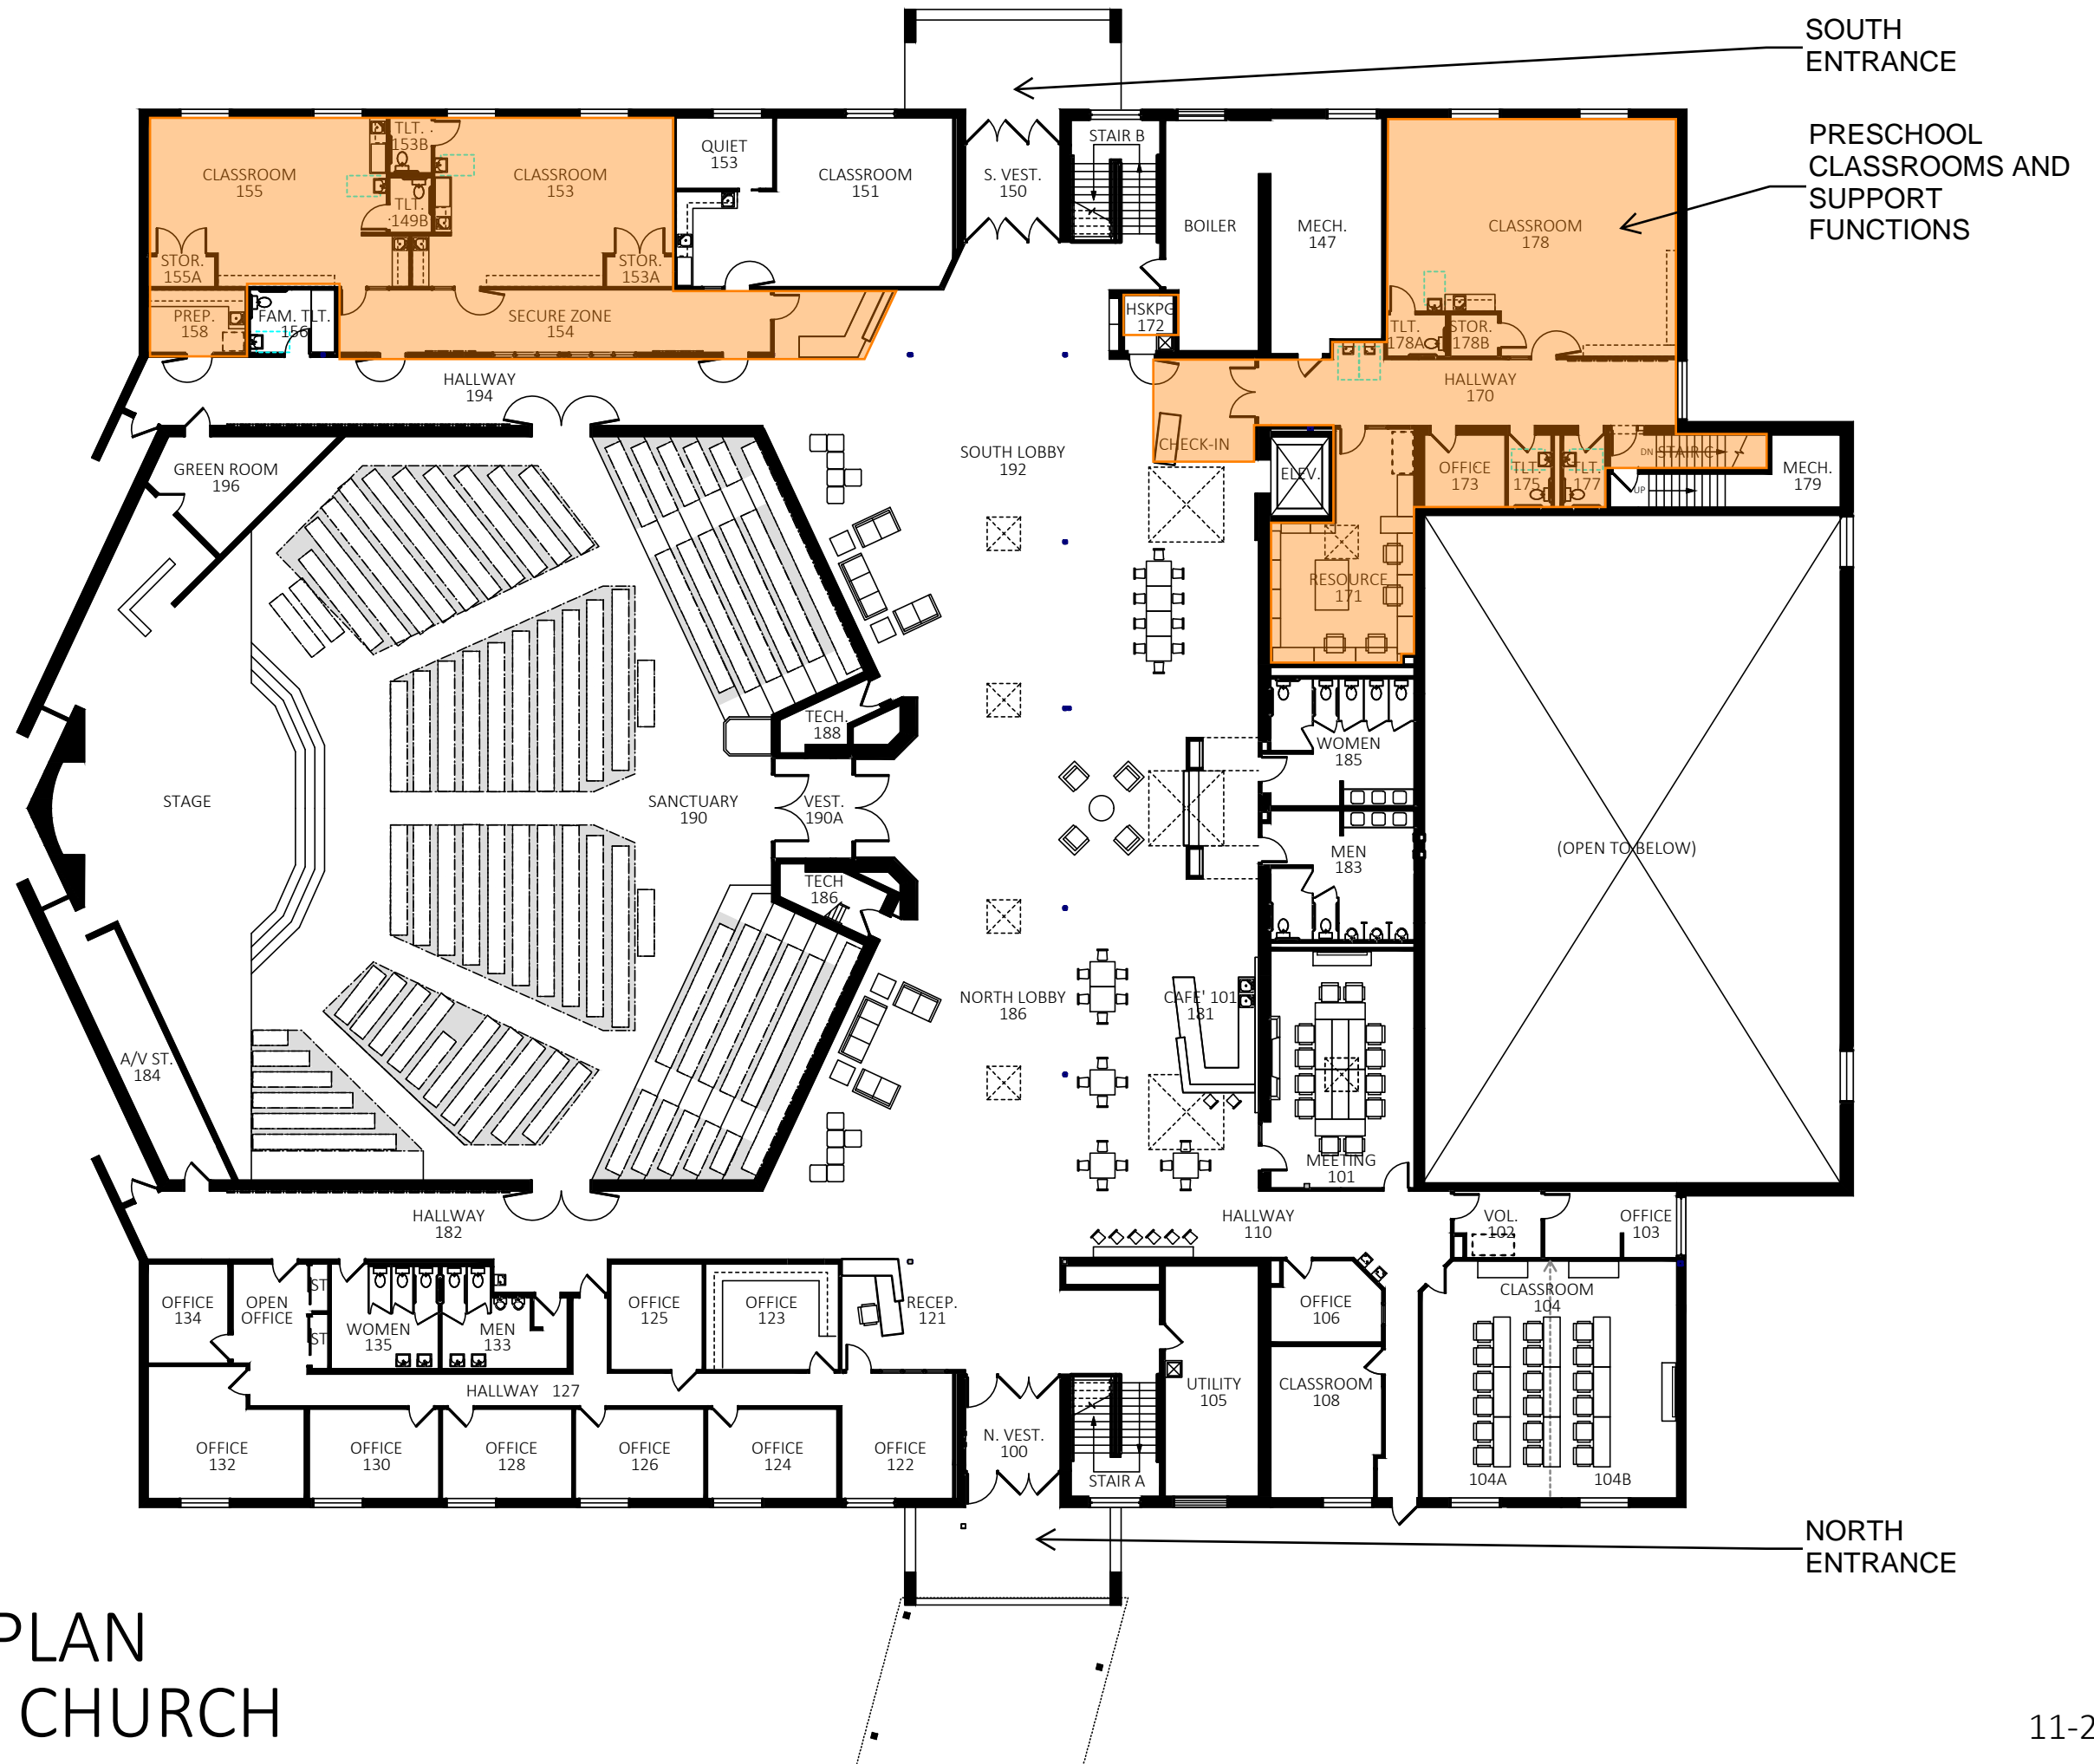 SOUTH
ENTRANCE
PRESCHOOL
CLASSROOMS AND
SUPPORT
FUNCTIONS
CLASSROOM
155
TLT.
153B
TLT.
149B
CLASSROOM
153
QUIET
153
CLASSROOM
151
S. VEST.
150
STAIR B
BOILER
MECH.
147
CLASSROOM
178
STOR.
155A
STOR.
153A
PREP.
158
FAM. TLT.
156
SECURE ZONE
154
HSKPG
172
TLT.
178A
STOR.
178B
HALLWAY
194
HALLWAY
170
GREEN ROOM
196
SOUTH LOBBY
192
CHECK-IN
ELEV.
OFFICE
173
TLT.
175
TLT.
177
DN
STAIR C
UP
MECH.
179
RESOURCE
171
TECH.
188
WOMEN
185
STAGE
SANCTUARY
190
VEST.
190A
MEN
183
(OPEN TO BELOW)
TECH
186
NORTH LOBBY
186
CAFE' 101
181
A/V ST.
184
MEETING
101
HALLWAY
182
HALLWAY
110
VOL.
102
OFFICE
103
OFFICE
134
OPEN
OFFICE
ST
ST
WOMEN
135
MEN
133
OFFICE
125
OFFICE
123
RECEP.
121
OFFICE
106
CLASSROOM
104
HALLWAY 127
UTILITY
105
CLASSROOM
108
OFFICE
132
OFFICE
130
OFFICE
128
OFFICE
126
OFFICE
124
OFFICE
122
N. VEST.
100
STAIR A
104A
104B
NORTH
ENTRANCE
PLAN
CHURCH
11-2